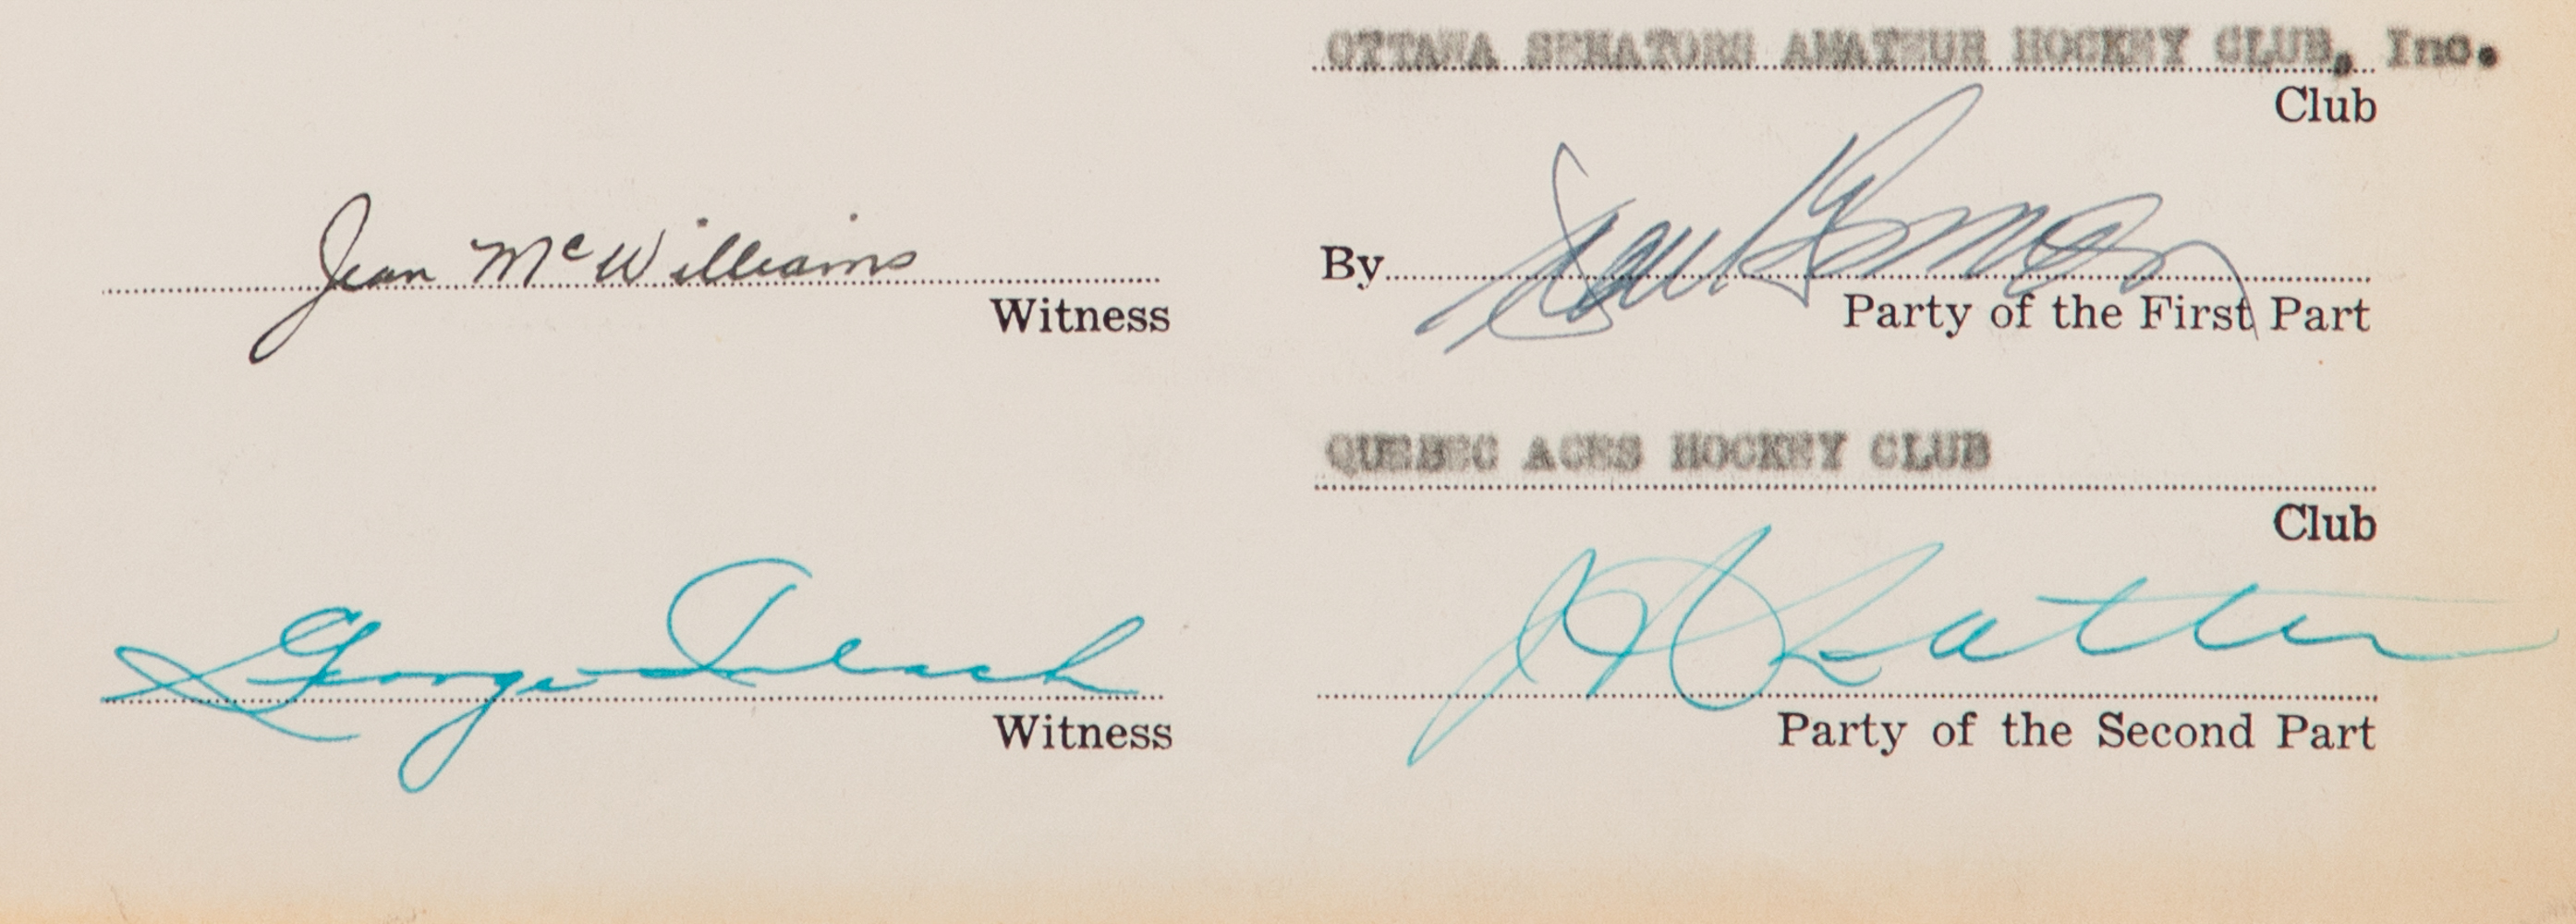 OTTAWA SENATORS AMATEUR HOCKEY CLUB, Inc.
Club
Jean McWilliams
By
Witness
Party of the First Part
QUEBEC ACES HOCKEY CLUB
Club
George
Witness
Party of the Second Part